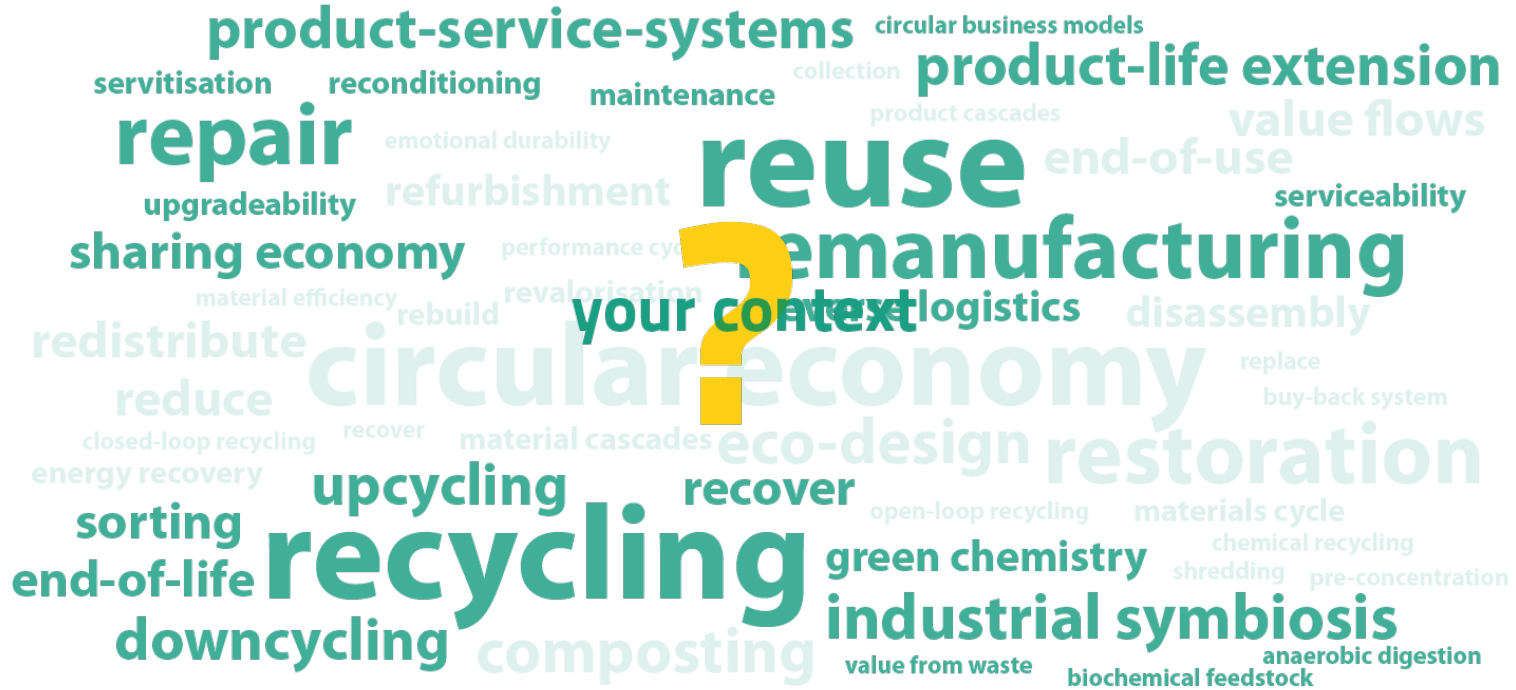 product-service-systems
circular business models
servitisation
reconditioning
maintenance
collection
product-life extension
repair
emotional durability
product cascades
value flows
reuse
end-of-use
upgradeability
refurbishment
serviceability
sharing economy
performance cyc
?
emanufacturing
material efficiency
rebuild
revalorisation
your context
logistics
disassembly
redistribute
circular economy
replace
reduce
buy-back system
closed-loop recycling
recover
material cascades
eco-design
restoration
energy recovery
upcycling
recover
sorting
open-loop recycling
materials cycle
recycling
green chemistry
chemical recycling
end-of-life
shredding
pre-concentration
downcycling
composting
industrial symbiosis
value from waste
anaerobic digestion
biochemical feedstock